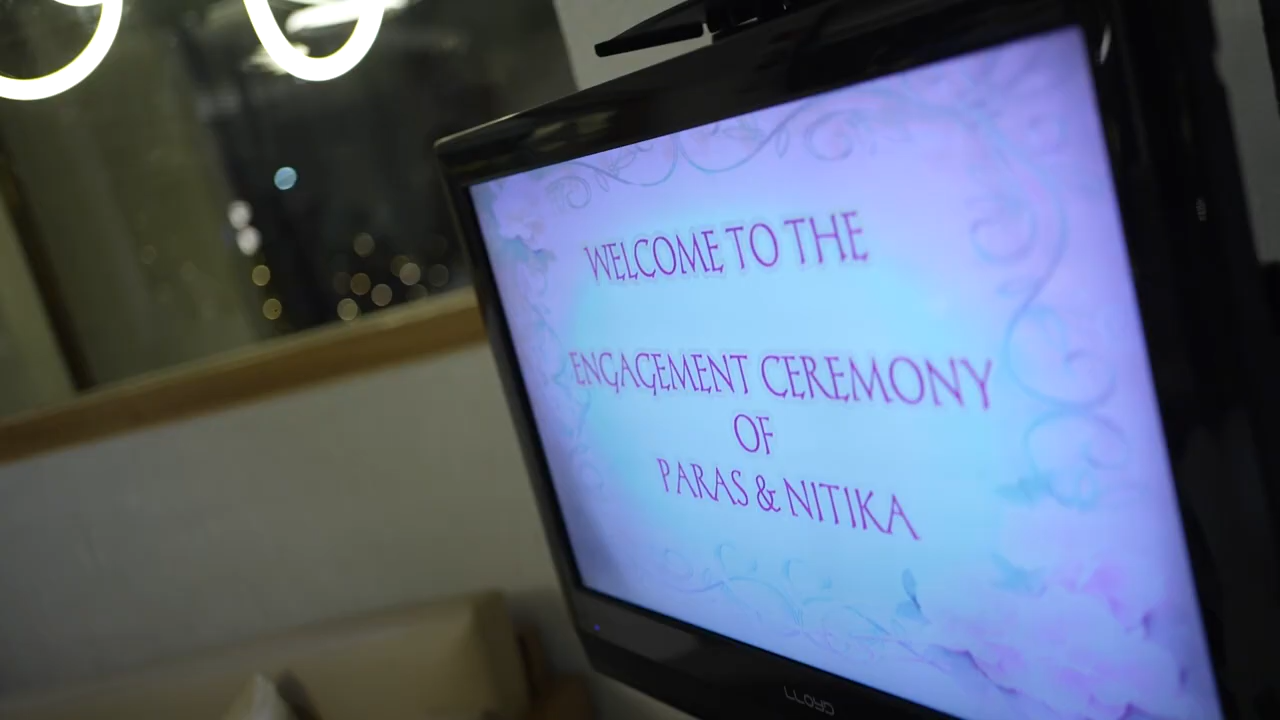 WELCOME TO THE
ENGAGEMENT CEREMONY
OF
PARAS & NITIKA
LLOYD